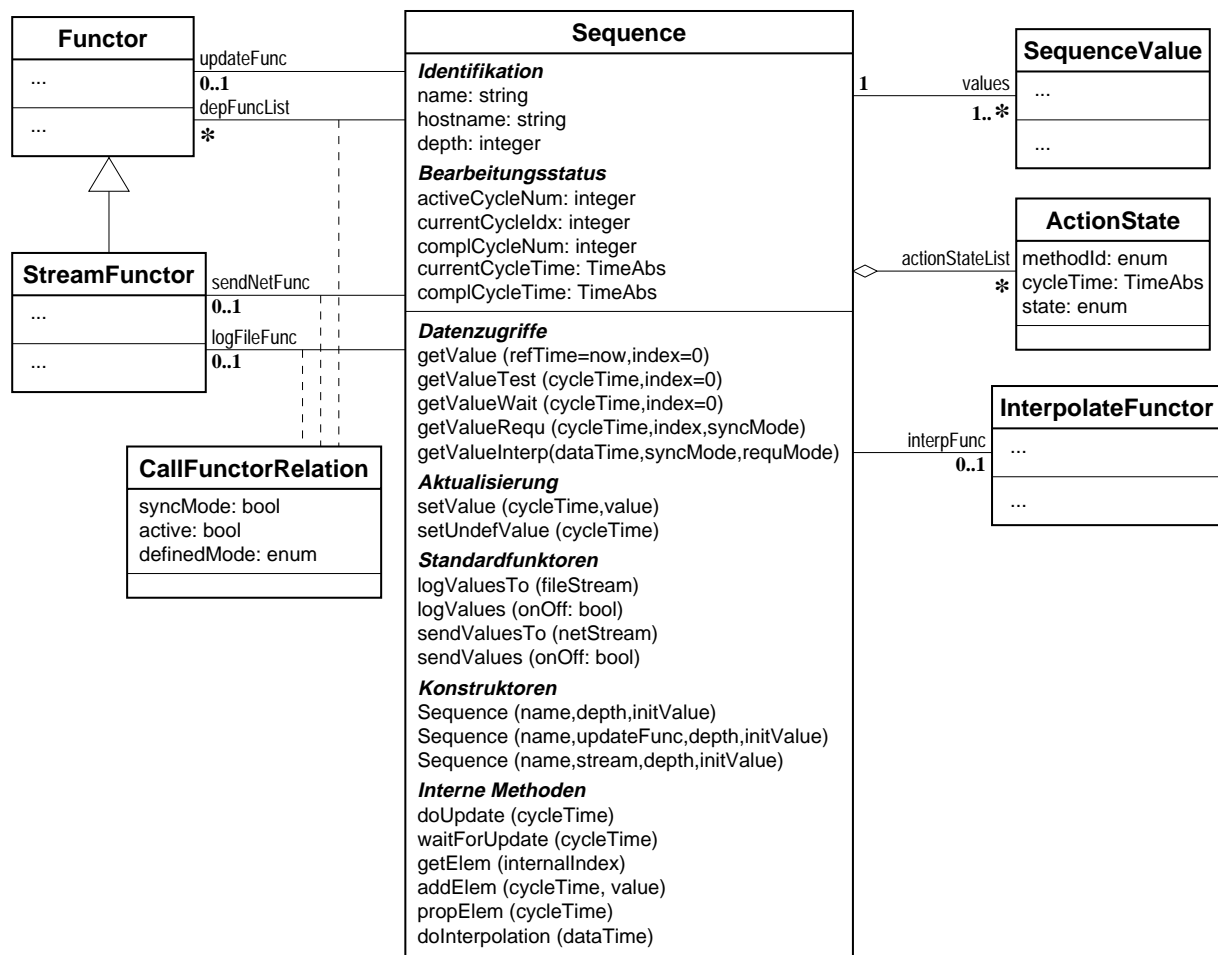 Functor
...
...
updateFunc
0..1
depFuncList
*
StreamFunctor
...
...
sendNetFunc
0..1
logFileFunc
0..1
CallFunctorRelation
syncMode: bool
active: bool
definedMode: enum
Sequence
Identifikation
name: string
hostname: string
depth: integer
Bearbeitungsstatus
activeCycleNum: integer
currentCycleIdx: integer
complCycleNum: integer
currentCycleTime: TimeAbs
complCycleTime: TimeAbs
Datenzugriffe
getValue (refTime=now,index=0)
getValueTest (cycleTime,index=0)
getValueWait (cycleTime,index=0)
getValueRequ (cycleTime,index,syncMode)
getValueInterp(dataTime,syncMode,requMode)
Aktualisierung
setValue (cycleTime,value)
setUndefValue (cycleTime)
Standardfunktoren
logValuesTo (fileStream)
logValues (onOff: bool)
sendValuesTo (netStream)
sendValues (onOff: bool)
Konstruktoren
Sequence (name,depth,initValue)
Sequence (name,updateFunc,depth,initValue)
Sequence (name,stream,depth,initValue)
Interne Methoden
doUpdate (cycleTime)
waitForUpdate (cycleTime)
getElem (internalIndex)
addElem (cycleTime, value)
propElem (cycleTime)
doInterpolation (dataTime)
1
values
1..*
SequenceValue
...
...
actionStateList
*
ActionState
methodId: enum
cycleTime: TimeAbs
state: enum
interpFunc
0..1
InterpolateFunctor
...
...